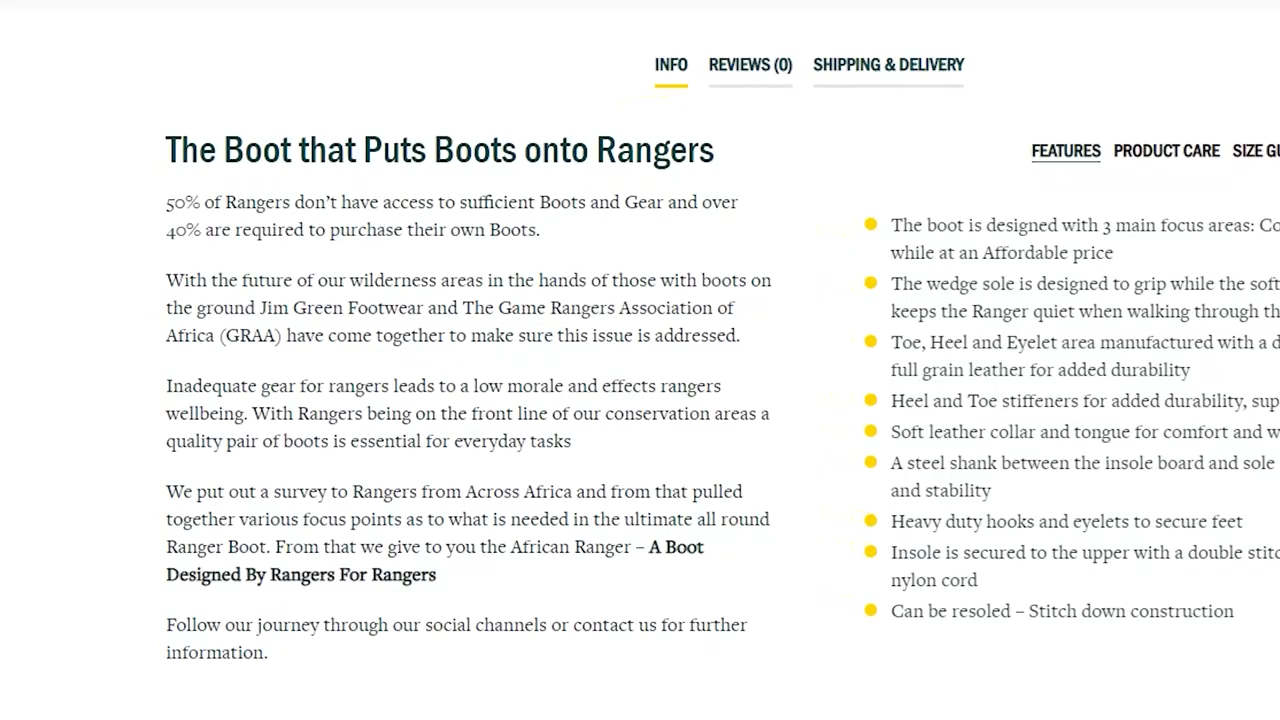 INFO REVIEWS (0) SHIPPING & DELIVERY
The Boot that Puts Boots onto Rangers
50% of Rangers don't have access to sufficient Boots and Gear and over
40% are required to purchase their own Boots.
With the future of our wilderness areas in the hands of those with boots on
the ground Jim Green Footwear and The Game Rangers Association of
Africa (GRAA) have come together to make sure this issue is addressed.
Inadequate gear for rangers leads to a low morale and effects rangers
wellbeing. With Rangers being on the front line of our conservation areas a
quality pair of boots is essential for everyday tasks
We put out a survey to Rangers from Across Africa and from that pulled
together various focus points as to what is needed in the ultimate all round
Ranger Boot. From that we give to you the African Ranger – A Boot
Designed By Rangers For Rangers
Follow our journey through our social channels or contact us for further
information.
FEATURES PRODUCT CARE SIZE
The boot is designed with 3 main focus areas:
while at an Affordable price
The wedge sole is designed to grip while the soft
keeps the Ranger quiet when walking through
Toe, Heel and Eyelet area manufactured with a
full grain leather for added durability
Heel and Toe stiffeners for added durability,
Soft leather collar and tongue for comfort and
A steel shank between the insole board and sole
and stability
Heavy duty hooks and eyelets to secure feet
Insole is secured to the upper with a double
nylon cord
Can be resoled – Stitch down construction